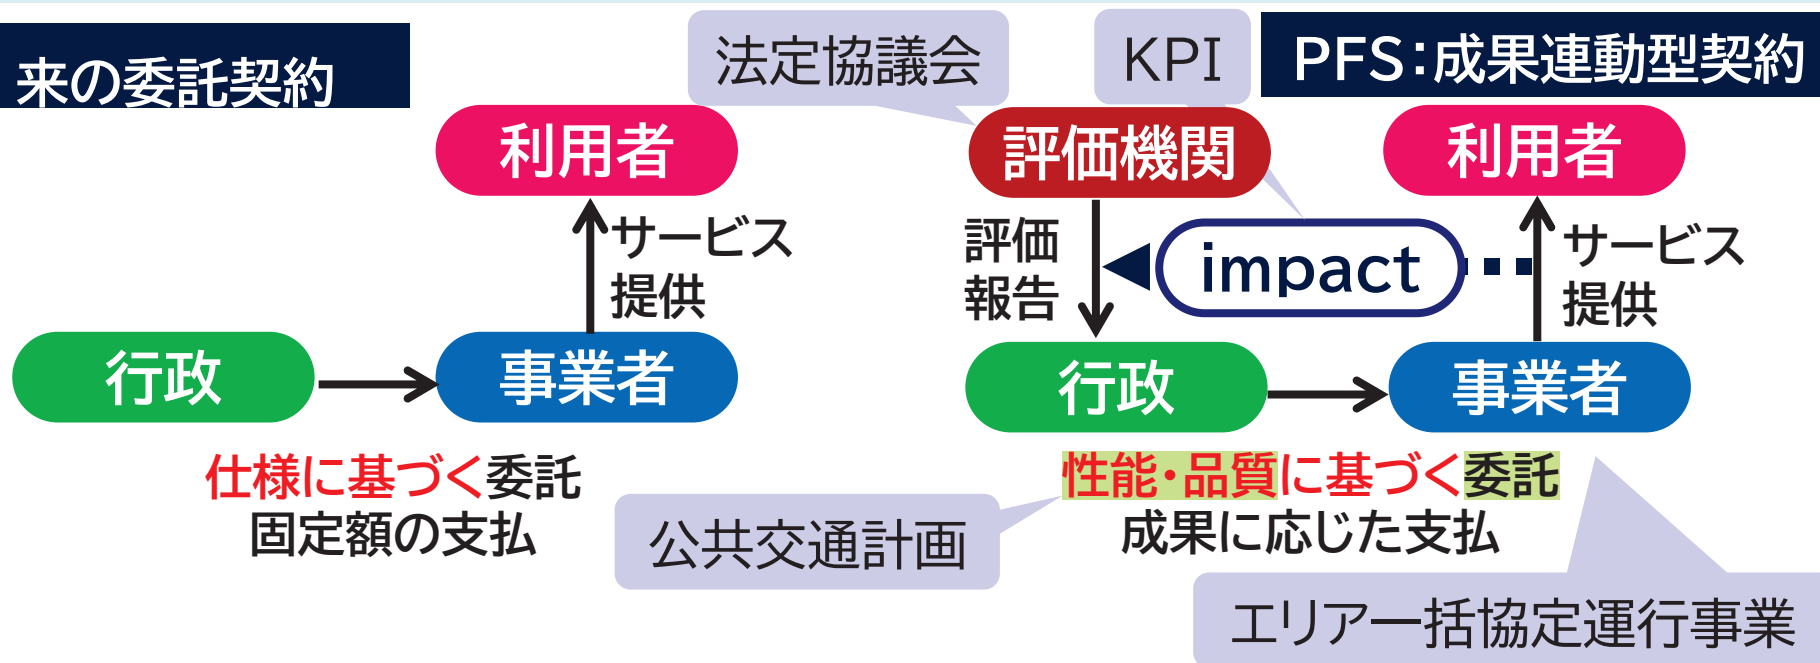 来の委託契約
利用者
サービス
提供
行政
事業者
仕様に基づく委託
固定額の支払
法定協議会
KPI
PFS：成果連動型契約
評価機関
利用者
評価
報告
impact
サービス
提供
行政
事業者
性能・品質に基づく委託
成果に応じた支払
公共交通計画
エリア一括協定運行事業